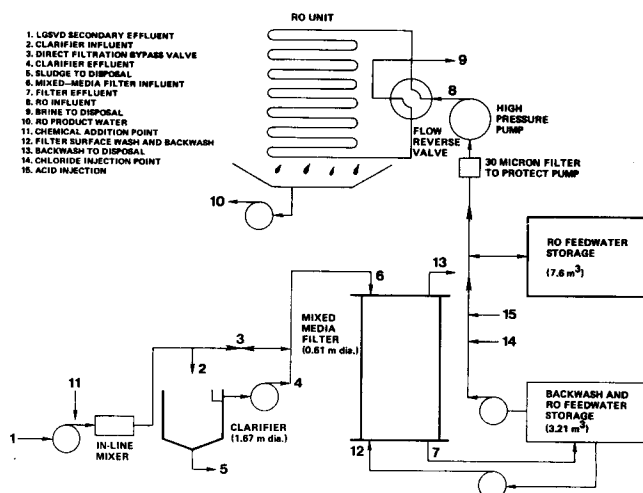 RO UNIT
1. LGSVD SECONDARY EFFLUENT
2. CLARIFIER INFLUENT
3. DIRECT FILTRATION BYPASS VALVE
4. CLARIFIER EFFLUENT
5. SLUDGE TO DISPOSAL
6. MIXED–MEDIA FILTER INFLUENT
7. FILTER EFFLUENT
8. RO INFLUENT
9. BRINE TO DISPOSAL
10. RO PRODUCT WATER
11. CHEMICAL ADDITION POINT
12. FILTER SURFACE WASH AND BACKWASH
13. BACKWASH TO DISPOSAL
14. CHLORIDE INJECTION POINT
15. ACID INJECTION
9
8
FLOW
REVERSE
VALVE
HIGH
PRESSURE
PUMP
30 MICRON FILTER
TO PROTECT PUMP
10
RO FEEDWATER
STORAGE
(7.6 m³)
13
6
15
14
MIXED
MEDIA
FILTER
(0.61 m dia.)
3
2
4
11
1
IN-LINE
MIXER
CLARIFIER
(1.67 m dia.)
5
12
7
BACKWASH AND
RO FEEDWATER
STORAGE
(3.21 m³)